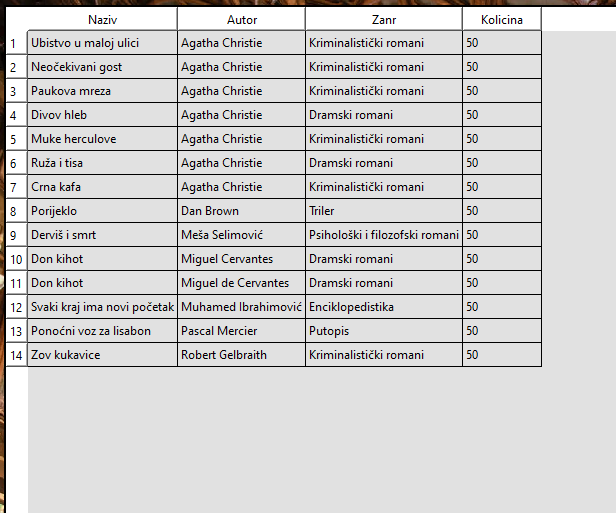 Naziv Autor Zanr Kolicina
1 Ubistvo u maloj ulici Agatha Christie Kriminalistički romani 50
2 Neočekivani gost Agatha Christie Kriminalistički romani 50
3 Paukova mreza Agatha Christie Kriminalistički romani 50
4 Divov hleb Agatha Christie Dramski romani 50
5 Muke herculove Agatha Christie Kriminalistički romani 50
6 Ruža i tisa Agatha Christie Dramski romani 50
7 Crna kafa Agatha Christie Kriminalistički romani 50
8 Porijeklo Dan Brown Triler 50
9 Derviš i smrt Meša Selimović Psihološki i filozofski romani 50
10 Don kihot Miguel Cervantes Dramski romani 50
11 Don kihot Miguel de Cervantes Dramski romani 50
12 Svaki kraj ima novi početak Muhamed Ibrahimović Enciklopedistika 50
13 Ponoćni voz za lisabon Pascal Mercier Putopis 50
14 Zov kukavice Robert Gelbraith Kriminalistički romani 50